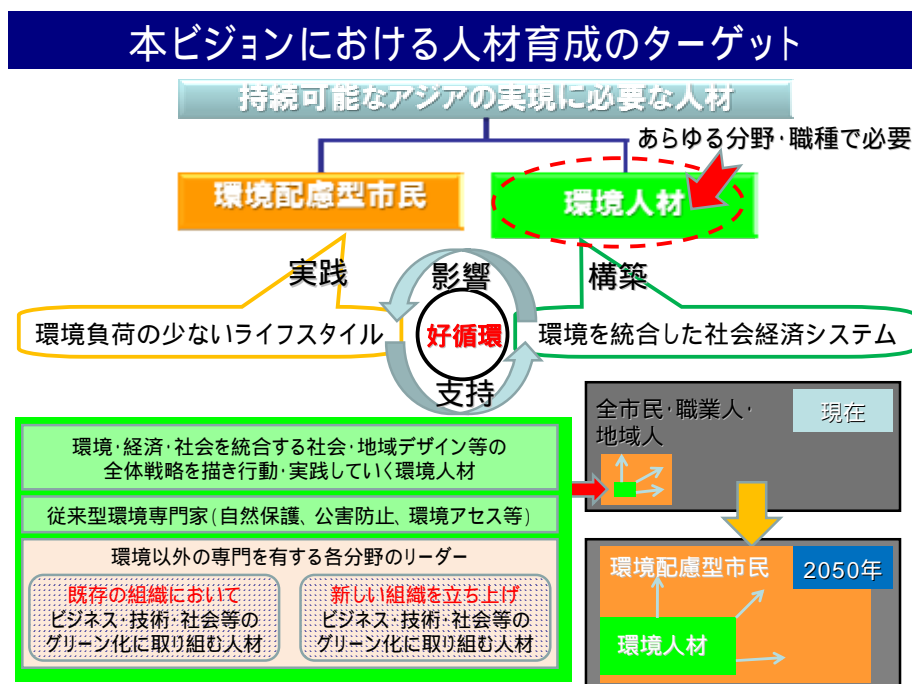 本ビジョンにおける人材育成のターゲット
持続可能なアジアの実現に必要な人材
あらゆる分野･職種で必要
環境配慮型市民
環境人材
実践
影響
構築
環境負荷の少ないライフスタイル
好循環
環境を統合した社会経済システム
支持
環境･経済･社会を統合する社会･地域デザイン等の
全体戦略を描き行動･実践していく環境人材
従来型環境専門家(自然保護、公害防止、環境アセス等)
環境以外の専門を有する各分野のリーダー
既存の組織において
ビジネス･技術･社会等の
グリーン化に取り組む人材
新しい組織を立ち上げ
ビジネス･技術･社会等の
グリーン化に取り組む人材
全市民･職業人･
地域人
現在
環境配慮型市民
2050年
環境人材